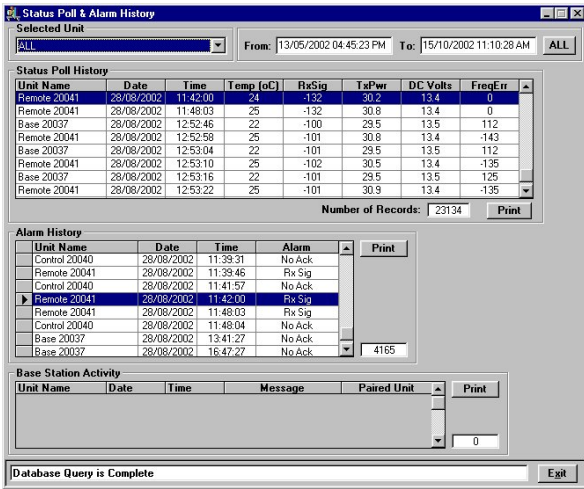 Status Poll & Alarm History
Selected Unit
ALL
From: 13/05/2002 04:45:23 PM To: 15/10/2002 11:10:28 AM ALL
Status Poll History
Unit Name Date Time Temp (oC) RxSig TxPwr DC Volts FreqErr
Remote 20041 28/08/2002 11:42:00 24 -132 30.2 13.4 0
Remote 20041 28/08/2002 11:48:03 25 -132 30.8 13.4 0
Base 20037 28/08/2002 12:52:46 22 -100 29.5 13.5 112
Remote 20041 28/08/2002 12:52:58 25 -101 30.8 13.4 -143
Base 20037 28/08/2002 12:53:04 22 -101 29.5 13.5 112
Remote 20041 28/08/2002 12:53:10 25 -102 30.5 13.4 -135
Base 20037 28/08/2002 12:53:16 22 -101 29.5 13.5 125
Remote 20041 28/08/2002 12:53:22 25 -101 30.9 13.4 -135
Number of Records: 23134 Print
Alarm History
Unit Name Date Time Alarm Print
Control 20040 28/08/2002 11:39:31 No Ack
Remote 20041 28/08/2002 11:39:46 Rx Sig
Control 20040 28/08/2002 11:41:57 No Ack
Remote 20041 28/08/2002 11:42:00 Rx Sig
Remote 20041 28/08/2002 11:48:03 Rx Sig
Control 20040 28/08/2002 11:48:04 No Ack
Base 20037 28/08/2002 13:41:27 No Ack
Base 20037 28/08/2002 16:47:27 No Ack
4165
Base Station Activity
Unit Name Date Time Message Paired Unit Print
0
Database Query is Complete Exit